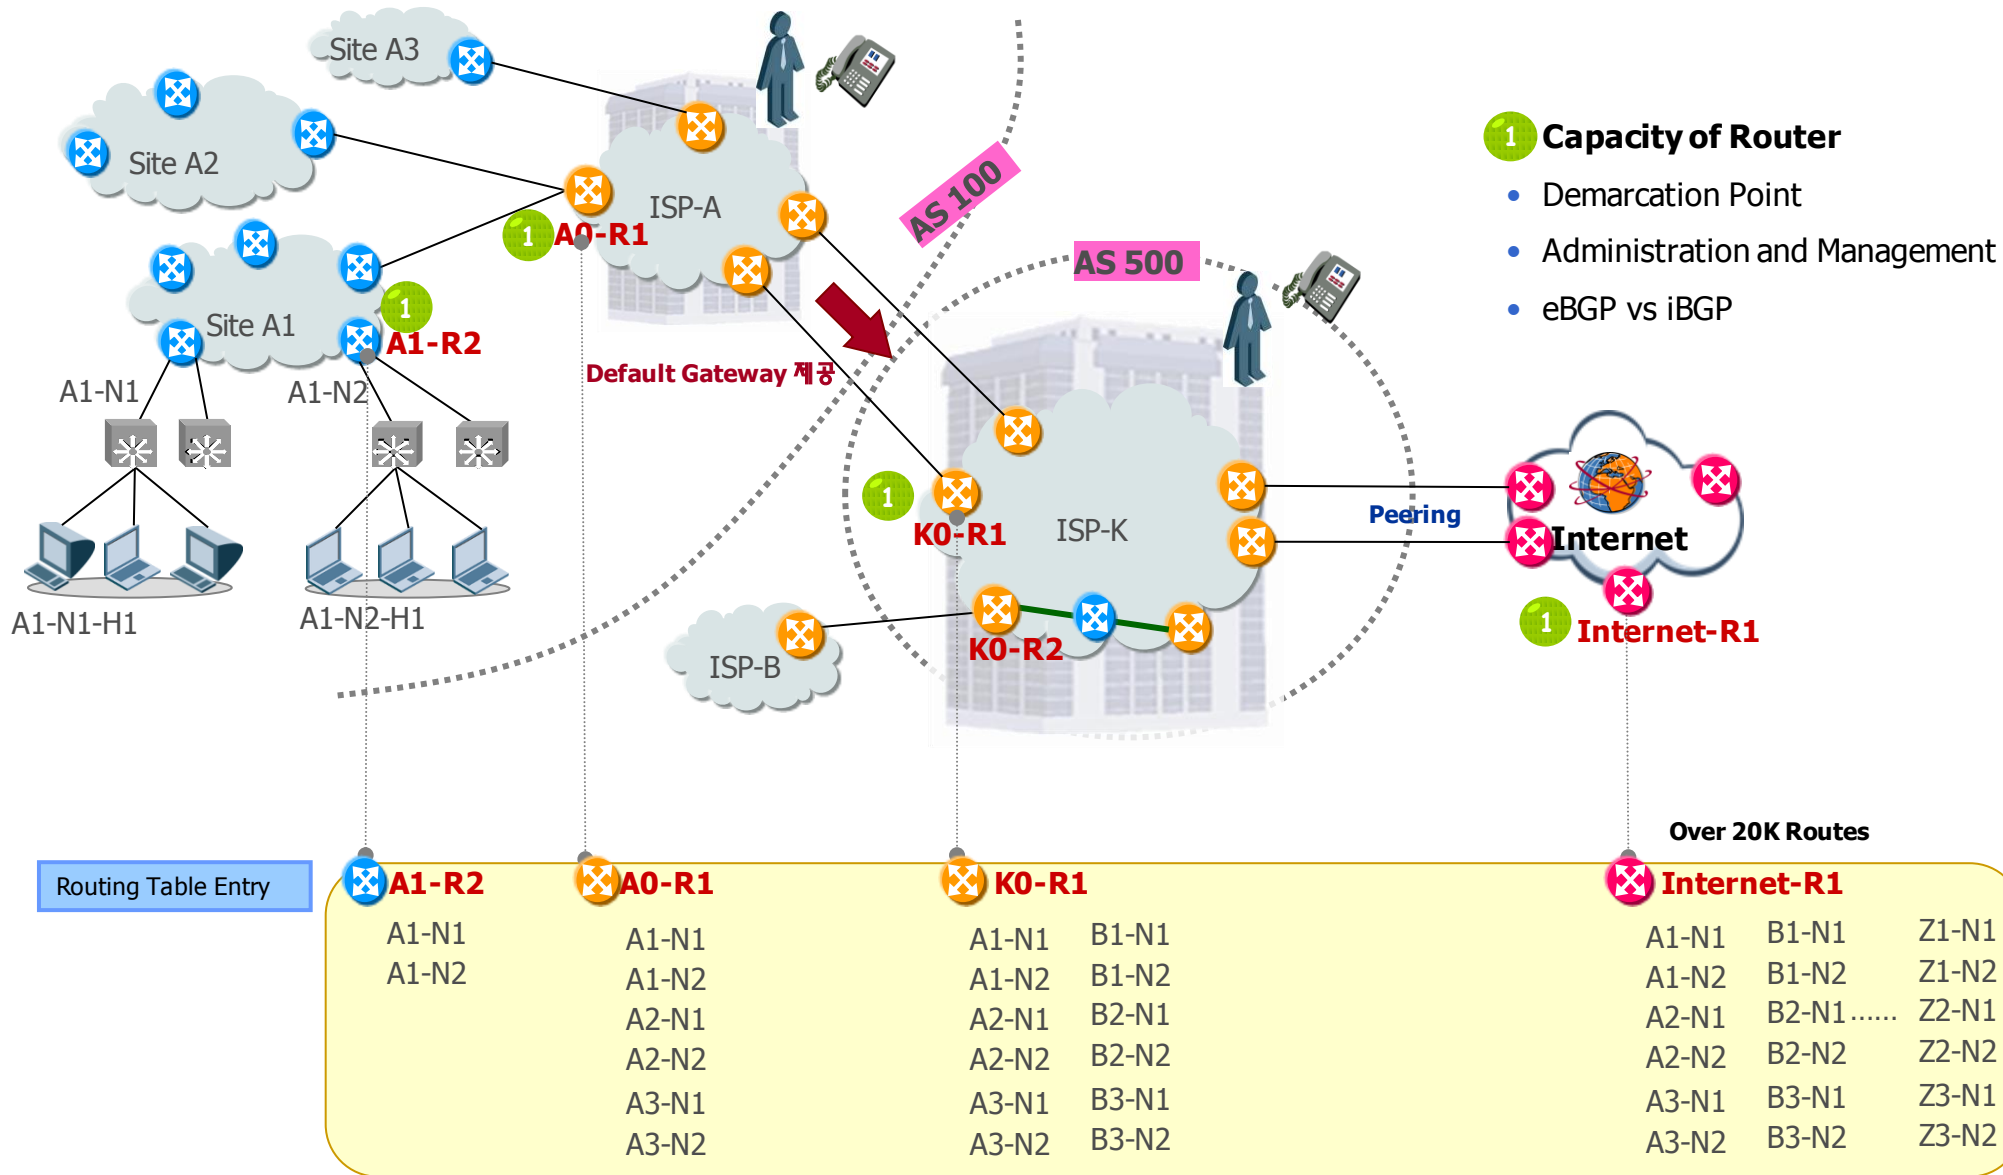 Site A3
Site A2
ISP-A
1
A0-R1
Site A1
1
A1-R2
A1-N1
A1-N2
A1-N1-H1
A1-N2-H1
AS 100
AS 500
Default Gateway 제공
1
K0-R1
ISP-K
K0-R2
ISP-B
Peering
Internet
1
Internet-R1
1
Capacity of Router
• Demarcation Point
• Administration and Management
• eBGP vs iBGP
Over 20K Routes
Routing Table Entry
A1-R2
A1-N1
A1-N2
A0-R1
A1-N1
A1-N2
A2-N1
A2-N2
A3-N1
A3-N2
K0-R1
A1-N1 B1-N1
A1-N2 B1-N2
A2-N1 B2-N1
A2-N2 B2-N2
A3-N1 B3-N1
A3-N2 B3-N2
Internet-R1
A1-N1 B1-N1 Z1-N1
A1-N2 B1-N2 Z1-N2
A2-N1 B2-N1 ...... Z2-N1
A2-N2 B2-N2 Z2-N2
A3-N1 B3-N1 Z3-N1
A3-N2 B3-N2 Z3-N2